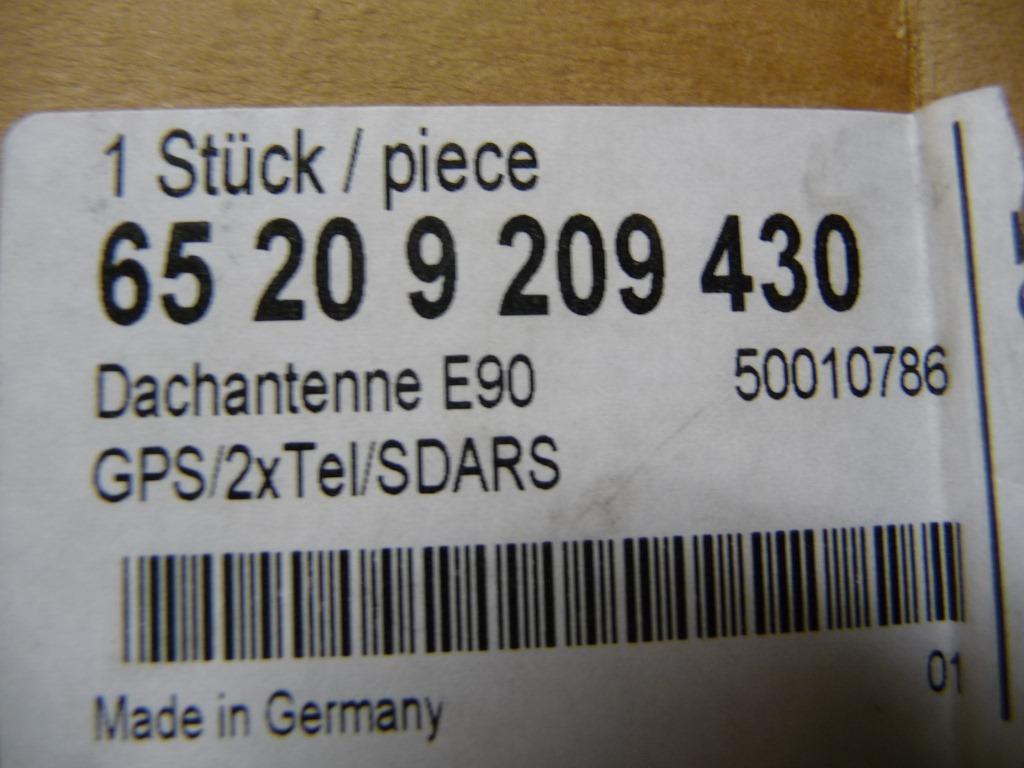 1 Stück / piece
65 20 9 209 430
Dachantenne E90 50010786
GPS/2xTel/SDARS
01
Made in Germany